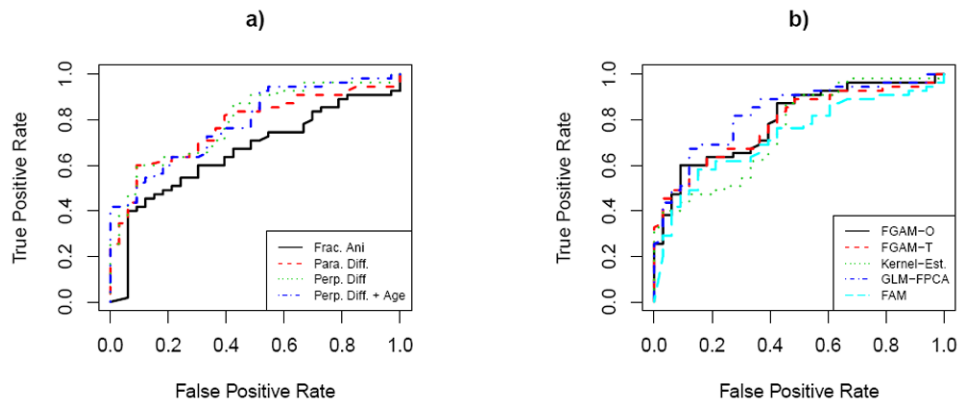 a)
True Positive Rate
1.0
0.8
0.6
0.4
0.2
0.0
Frac. Ani
Para. Diff.
Perp. Diff
Perp. Diff. + Age
0.0 0.2 0.4 0.6 0.8 1.0
False Positive Rate
b)
True Positive Rate
1.0
0.8
0.6
0.4
0.2
0.0
FGAM-O
FGAM-T
Kernel-Est.
GLM-FPCA
FAM
0.0 0.2 0.4 0.6 0.8 1.0
False Positive Rate